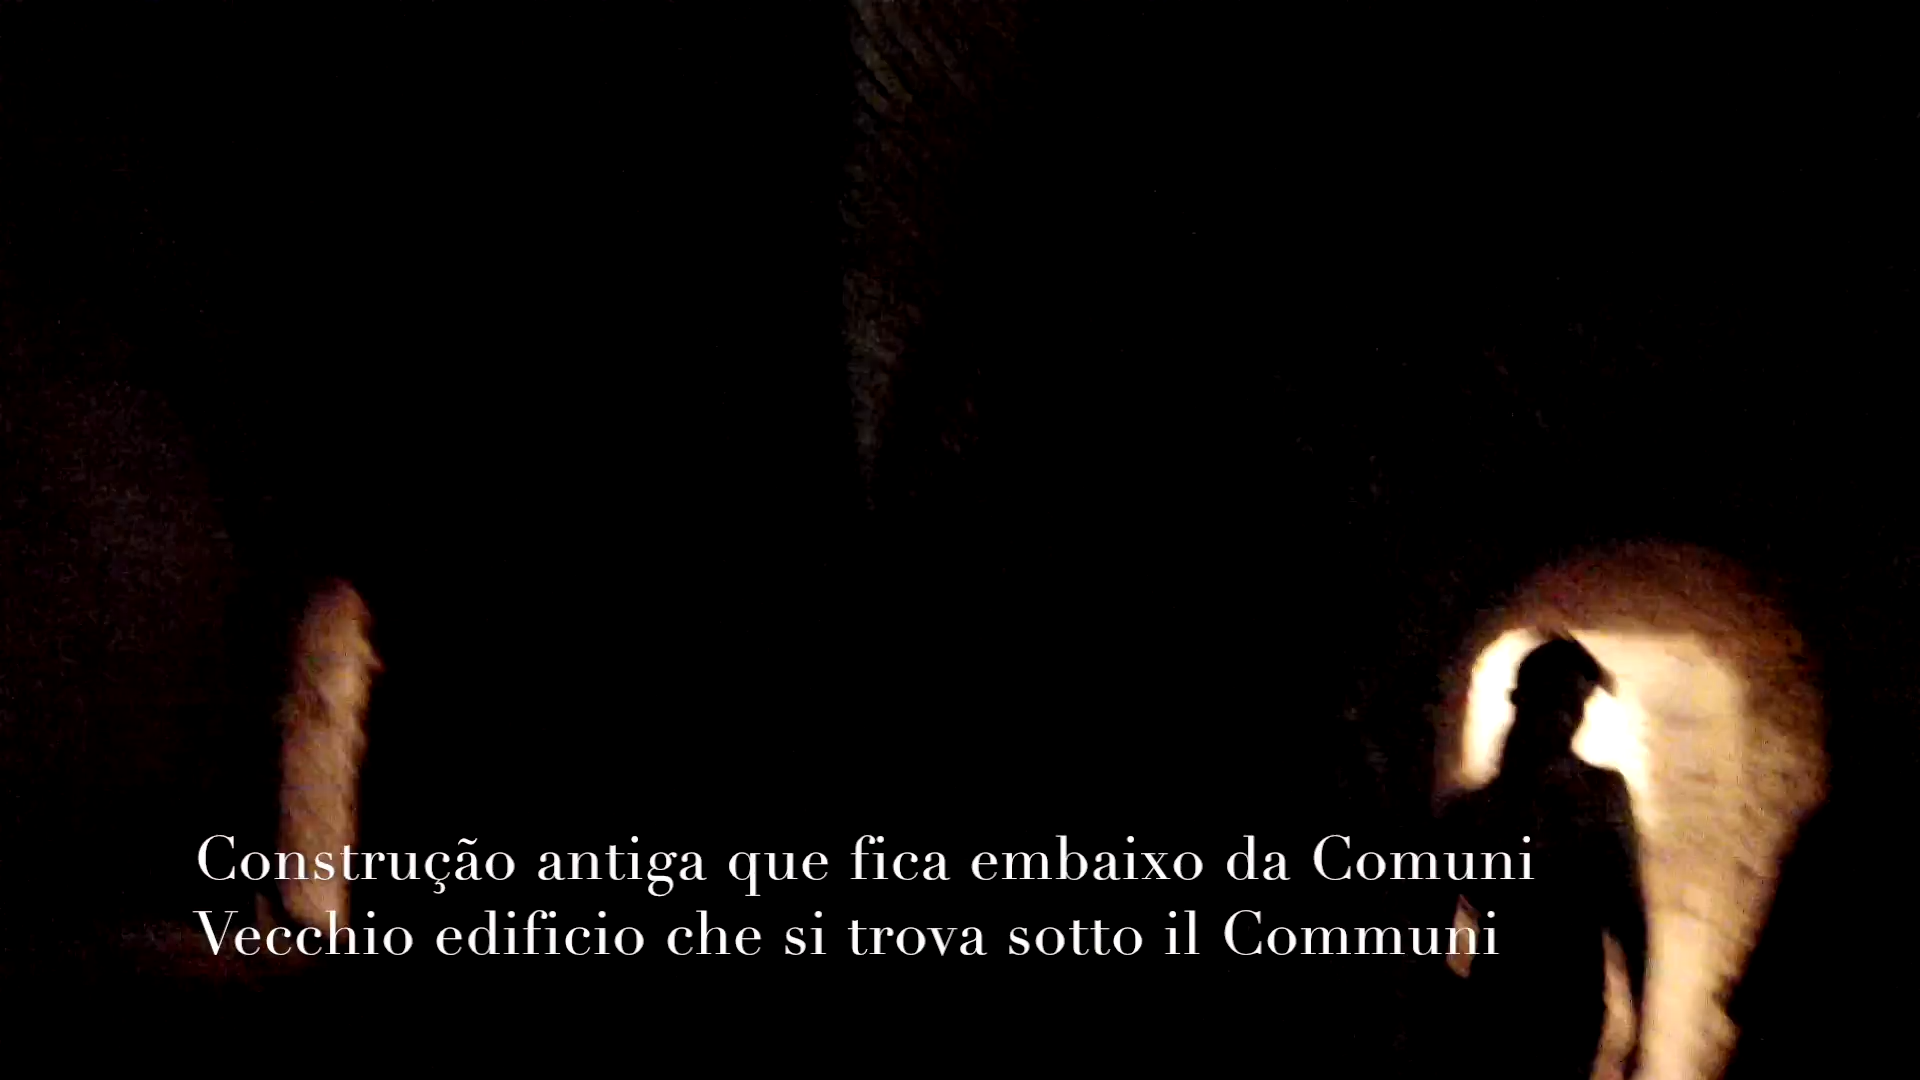 Construção antiga que fica embaixo da Comuni
Vecchio edificio che si trova sotto il Communi